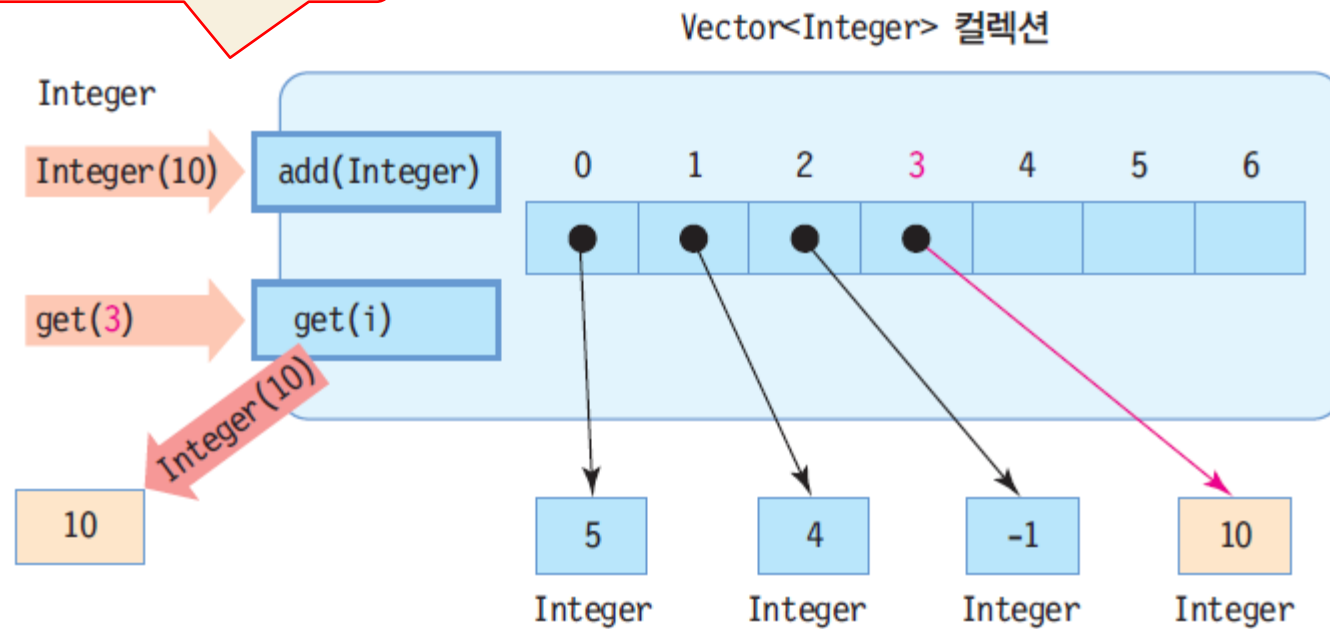 Vector<Integer> 컬렉션
Integer
Integer(10)
add(Integer)
0 1 2 3 4 5 6
get(3)
get(i)
Integer(10)
10
5 4 -1 10
Integer Integer Integer Integer